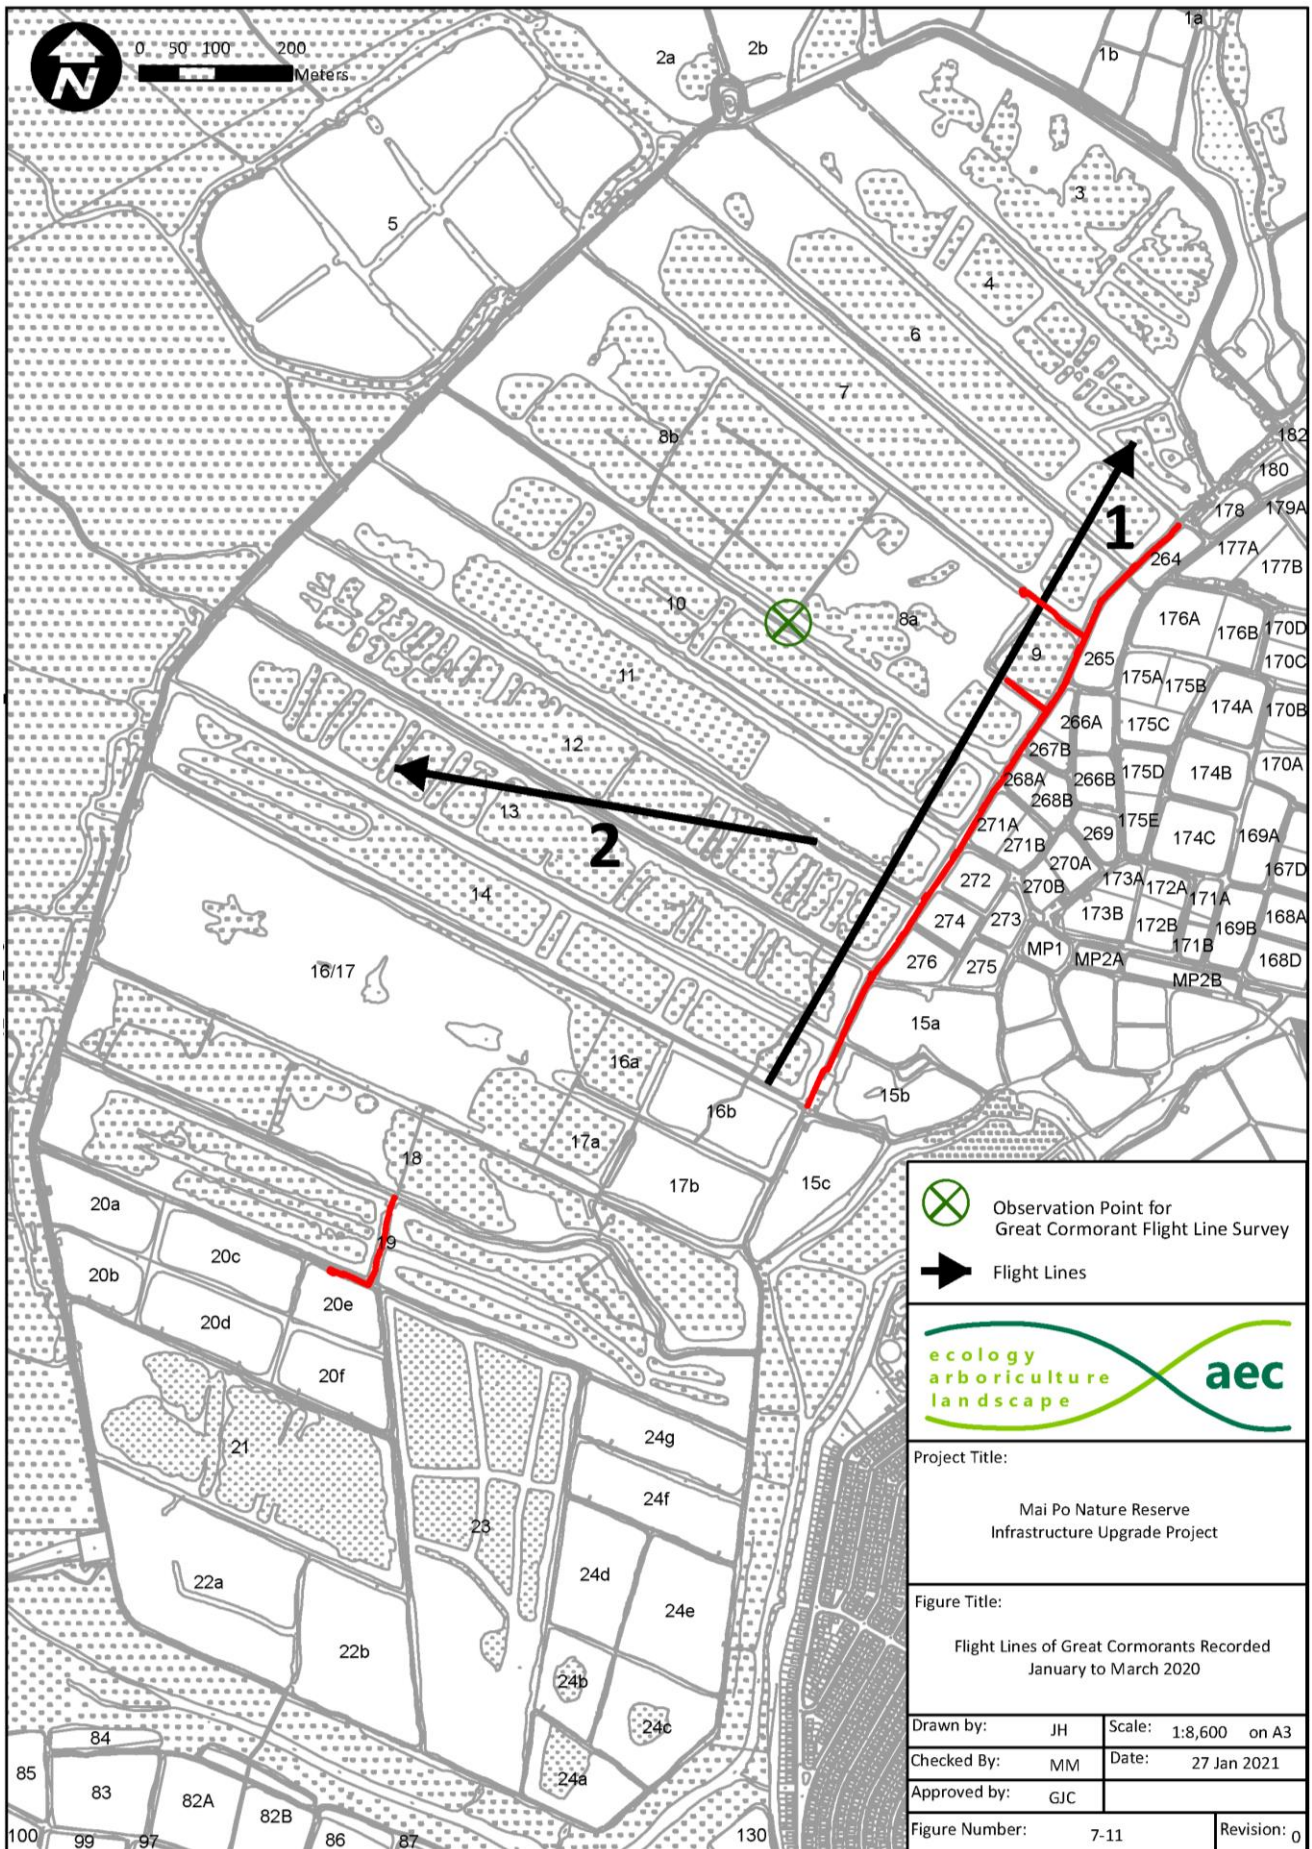 0 50 100 200
Meters
N
1a
2a
2b
1b
3
5
4
6
7
8b
182
180
178
179A
177A
1
264
177B
10
8a
176A
176B
170D
9
265
170C
11
175A
175B
174A
170B
266A
175C
12
267B
170A
268A
266B
175D
174B
13
268B
2
271A
269
175E
174C
169A
271B
270A
167D
14
272
270B
173A
172A
171A
274
273
173B
172B
169B
168A
16/17
276
275
MP1
MP2A
171B
168D
MP2B
15a
16a
15b
16b
17a
18
17b
15c
20a
19
20c
20b
20e
20d
20f
24g
21
24f
23
22a
24d
24e
22b
24b
24c
84
85
83
82A
24a
82B
100
99
97
86
87
130
Observation Point for
Great Cormorant Flight Line Survey
Flight Lines
ecology
arboriculture
landscape
aec
Project Title:
Mai Po Nature Reserve
Infrastructure Upgrade Project
Figure Title:
Flight Lines of Great Cormorants Recorded
January to March 2020
Drawn by: JH Scale: 1:8,600 on A3
Checked By: MM Date: 27 Jan 2021
Approved by: GJC
Figure Number: 7-11 Revision: 0